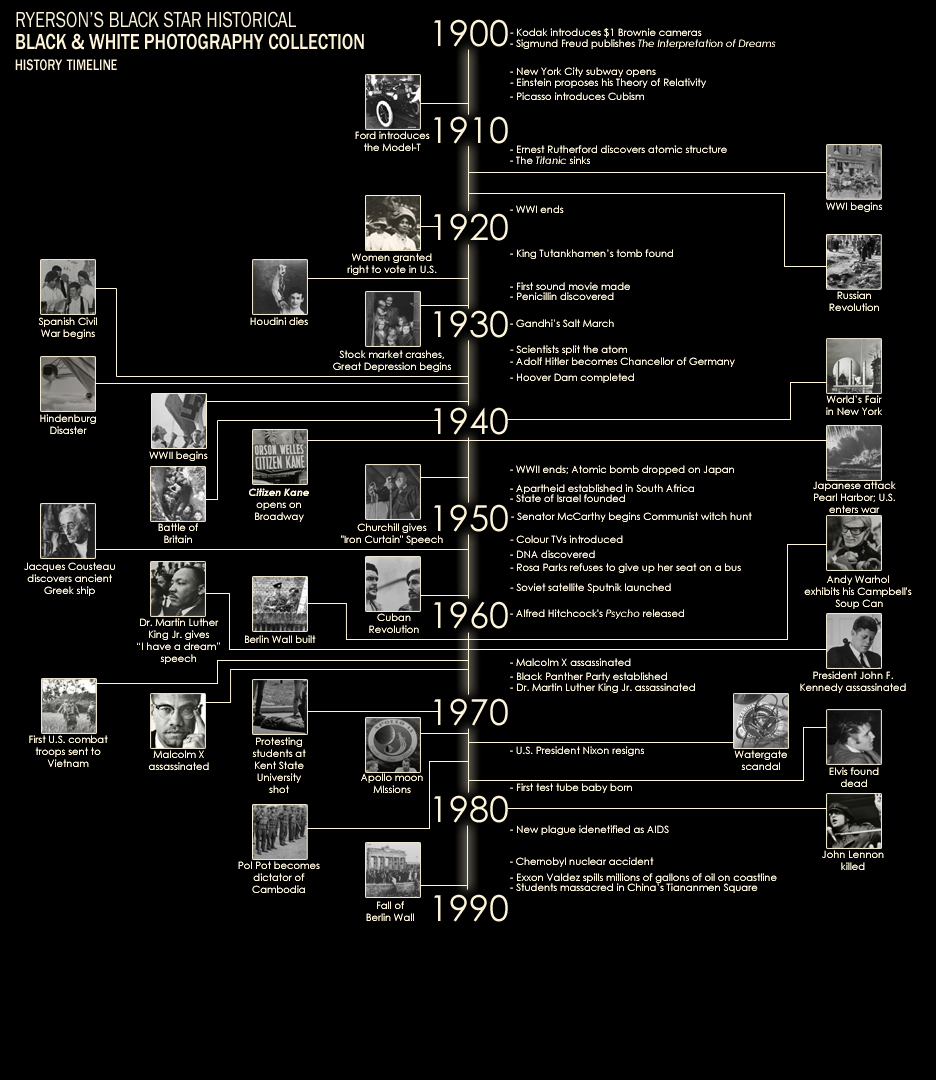 RYERSON'S BLACK STAR HISTORICAL
BLACK & WHITE PHOTOGRAPHY COLLECTION
HISTORY TIMELINE
1900
- Kodak introduces $1 Brownie cameras
- Sigmund Freud publishes The Interpretation of Dreams
- New York City subway opens
- Einstein proposes his Theory of Relativity
- Picasso introduces Cubism
Ford introduces
the Model-T
1910
- Ernest Rutherford discovers atomic structure
- The Titanic sinks
WWI begins
- WWI ends
Women granted
right to vote in U.S.
1920
- King Tutankhamen's tomb found
Russian
Revolution
- First sound movie made
- Penicillin discovered
Spanish Civil
War begins
Houdini dies
Stock market crashes,
Great Depression begins
1930
- Gandhi's Salt March
- Scientists split the atom
- Adolf Hitler becomes Chancellor of Germany
- Hoover Dam completed
World's Fair
in New York
Hindenburg
Disaster
WWII begins
1940
ORSON WELLES
CITIZEN KANE
Citizen Kane
opens on
Broadway
Battle of
Britain
Churchill gives
"Iron Curtain" Speech
- WWII ends; Atomic bomb dropped on Japan
- Apartheid established in South Africa
- State of Israel founded
Japanese attack
Pearl Harbor; U.S.
enters war
1950
- Senator McCarthy begins Communist witch hunt
- Colour TVs introduced
- DNA discovered
- Rosa Parks refuses to give up her seat on a bus
- Soviet satellite Sputnik launched
Jacques Cousteau
discovers ancient
Greek ship
Andy Warhol
exhibits his Campbell's
Soup Can
Dr. Martin Luther
King Jr. gives
"I have a dream"
speech
Berlin Wall built
Cuban
Revolution
1960
- Alfred Hitchcock's Psycho released
- Malcolm X assassinated
- Black Panther Party established
- Dr. Martin Luther King Jr. assassinated
President John F.
Kennedy assassinated
First U.S. combat
troops sent to
Vietnam
Malcolm X
assassinated
Protesting
students at
Kent State
University
shot
Apollo moon
Missions
1970
- U.S. President Nixon resigns
Watergate
scandal
Elvis found
dead
- First test tube baby born
1980
- New plague idenetified as AIDS
- Chernobyl nuclear accident
- Exxon Valdez spills millions of gallons of oil on coastline
- Students massacred in China's Tiananmen Square
John Lennon
killed
Pol Pot becomes
dictator of
Cambodia
Fall of
Berlin Wall
1990